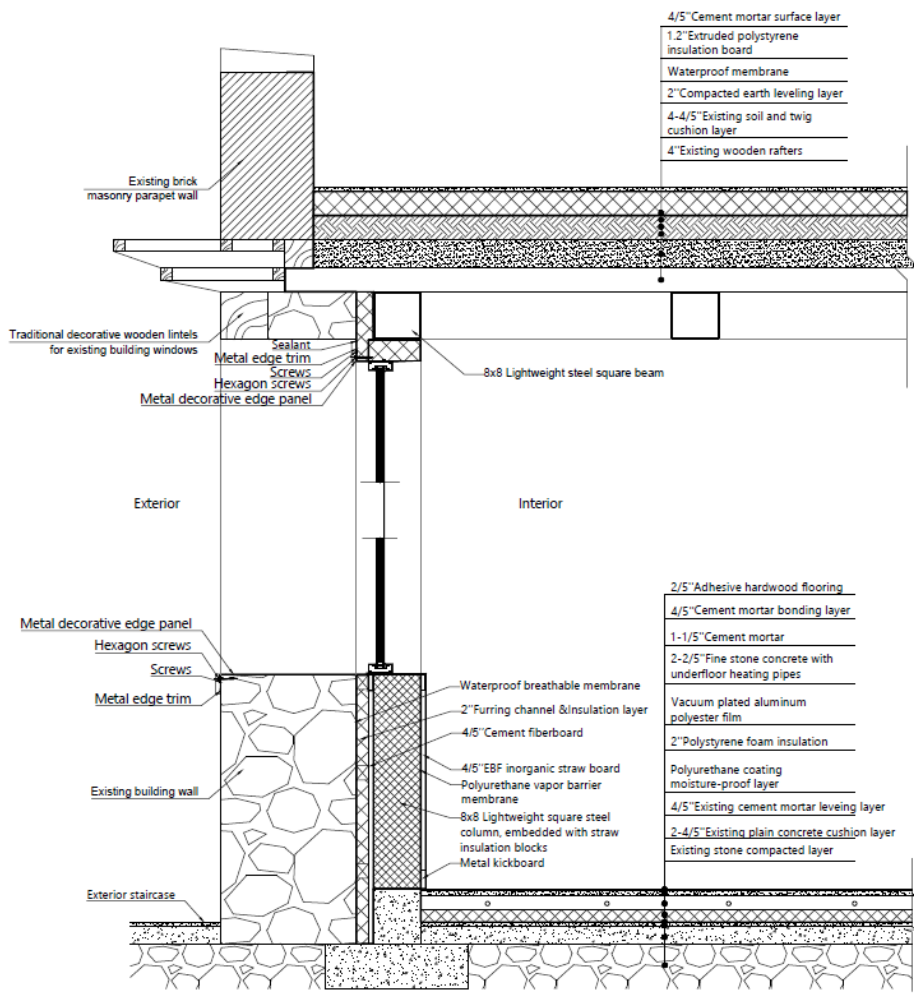 4/5"Cement mortar surface layer
1.2"Extruded polystyrene
insulation board
Waterproof membrane
2"Compacted earth leveling layer
4-4/5"Existing soil and twig
cushion layer
4"Existing wooden rafters
Existing brick
masonry parapet wall
Traditional decorative wooden lintels
for existing building windows
Sealant
Metal edge trim
Screws
Hexagon screws
Metal decorative edge panel
8x8 Lightweight steel square beam
Exterior
Interior
2/5"Adhesive hardwood flooring
4/5"Cement mortar bonding layer
1-1/5"Cement mortar
2-2/5"Fine stone concrete with
underfloor heating pipes
Vacuum plated aluminum
polyester film
2"Polystyrene foam insulation
Polyurethane coating
moisture-proof layer
4/5"Existing cement mortar leveing layer
2-4/5"Existing plain concrete cushion layer
Existing stone compacted layer
Metal decorative edge panel
Hexagon screws
Screws
Metal edge trim
Existing building wall
Exterior staircase
Waterproof breathable membrane
2"Furring channel &Insulation layer
4/5"Cement fiberboard
4/5"EBF inorganic straw board
Polyurethane vapor barrier
membrane
8x8 Lightweight square steel
column, embedded with straw
insulation blocks
Metal kickboard